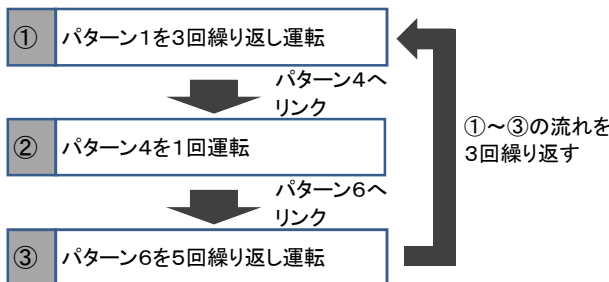 ① パターン1を3回繰り返し運転
パターン4へ
リンク
② パターン4を1回運転
パターン6へ
リンク
③ パターン6を5回繰り返し運転
①~③の流れを
3回繰り返す